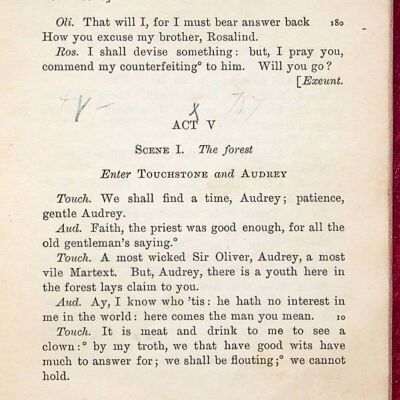 Oli. That will I, for I must bear answer back 180
How you excuse my brother, Rosalind.
Ros. I shall devise something: but, I pray you,
commend my counterfeiting° to him. Will you go?
[Exeunt.
ACT V
SCENE I. The forest
Enter TOUCHSTONE and AUDREY
Touch. We shall find a time, Audrey; patience,
gentle Audrey.
Aud. Faith, the priest was good enough, for all the
old gentleman's saying.°
Touch. A most wicked Sir Oliver, Audrey, a most
vile Martext. But, Audrey, there is a youth here in
the forest lays claim to you.
Aud. Ay, I know who 'tis: he hath no interest in
me in the world: here comes the man you mean. 10
Touch. It is meat and drink to me to see a
clown:° by my troth, we that have good wits have
much to answer for; we shall be flouting;° we cannot
hold.